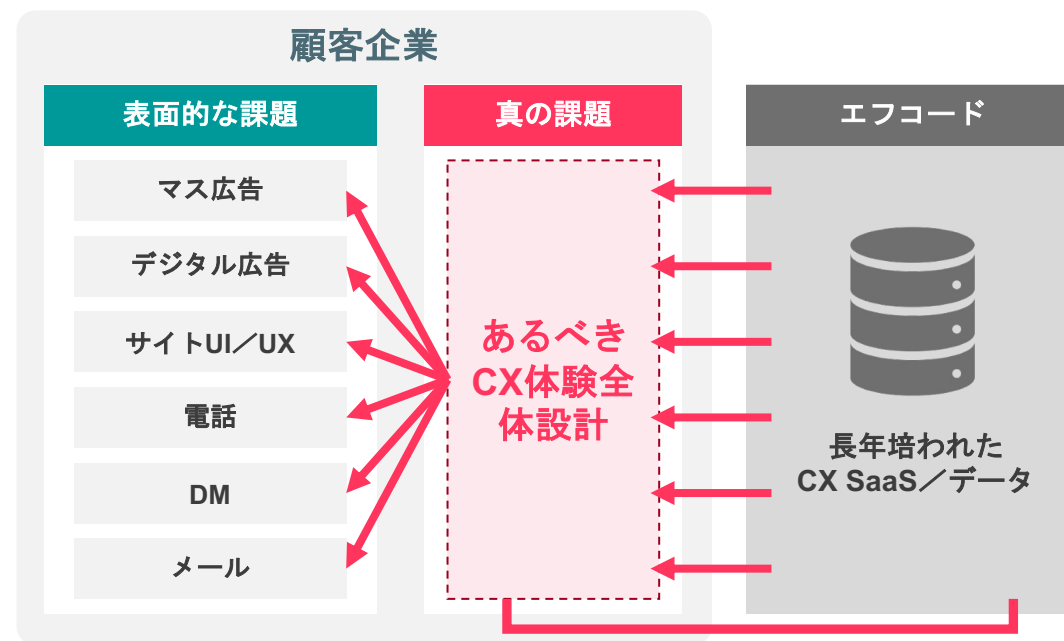 顧客企業
表面的な課題
マス広告
デジタル広告
サイトUI／UX
電話
DM
メール
真の課題
あるべき
CX体験全
体設計
エフコード
長年培われた
CX SaaS／データ